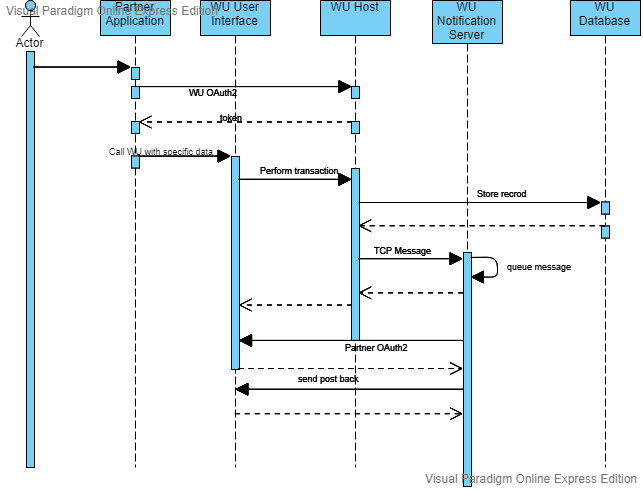 Visual Paradigm Online Express Edition
Partner
Application
WU User
Interface
WU Host
WU
Notification
Server
WU
Database
Actor
WU OAuth2
token
Call WU with specific data
Perform transaction
Store recrod
TCP Message
queue message
Partner OAuth2
send post back
Visual Paradigm Online Express Edition